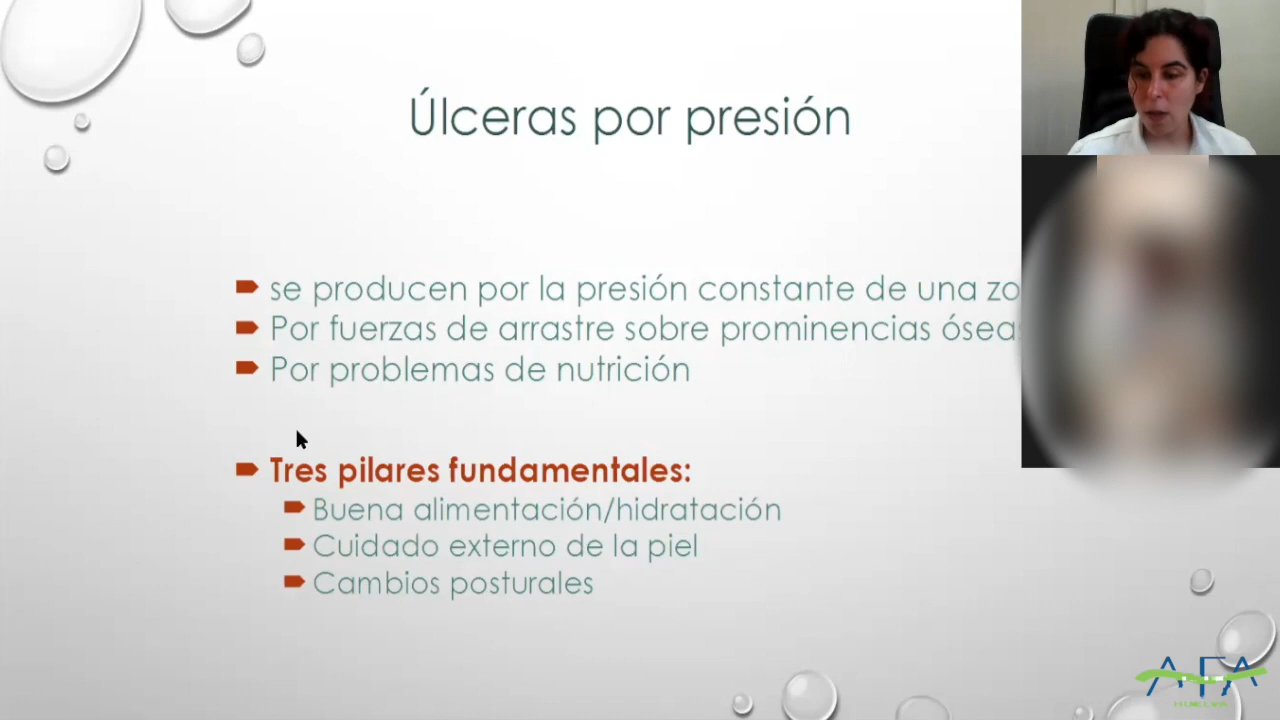 Úlceras por presión
se producen por la presión constante de una zo
Por fuerzas de arrastre sobre prominencias ósea
Por problemas de nutrición
Tres pilares fundamentales:
Buena alimentación/hidratación
Cuidado externo de la piel
Cambios posturales
AFA